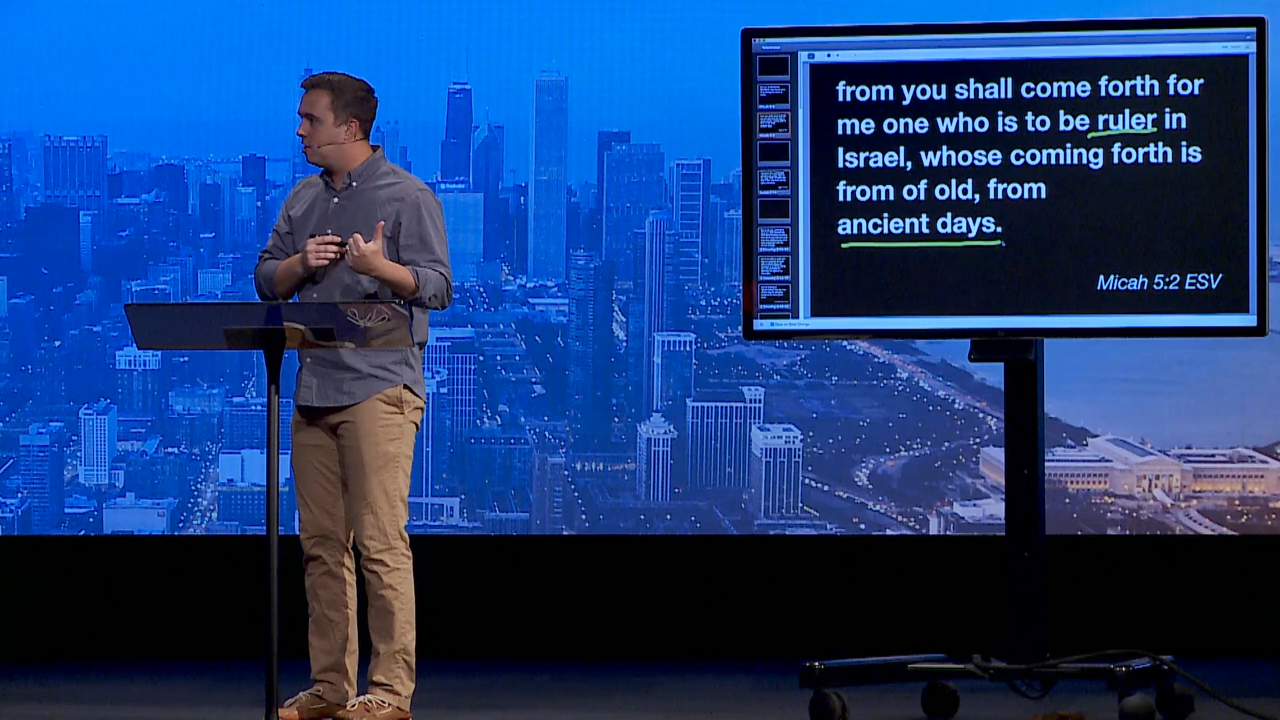 from you shall come forth for
me one who is to be ruler in
Israel, whose coming forth is
from of old, from
ancient days.
Micah 5:2 ESV